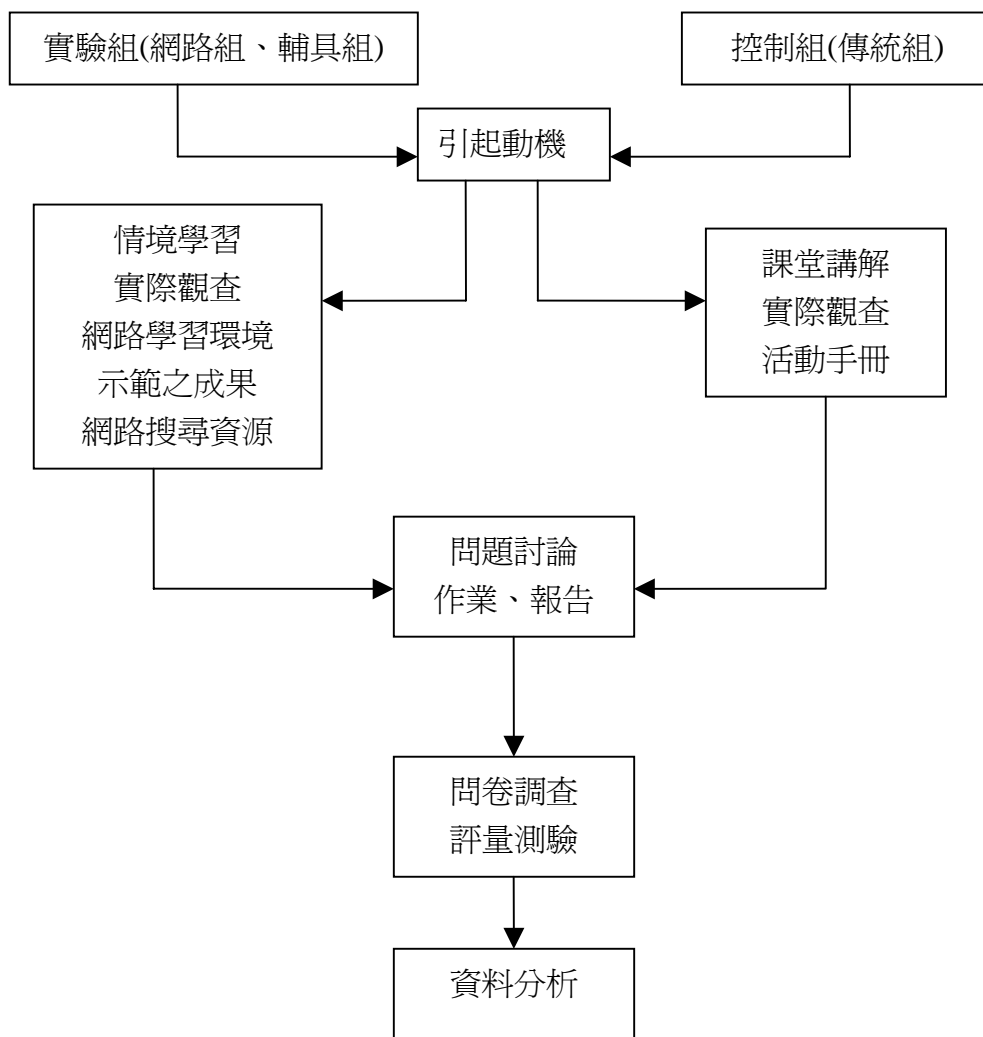 實驗組(網路組、輔具組)
控制組(傳統組)
引起動機
情境學習
實際觀查
網路學習環境
示範之成果
網路搜尋資源
課堂講解
實際觀查
活動手冊
問題討論
作業、報告
問卷調查
評量測驗
資料分析